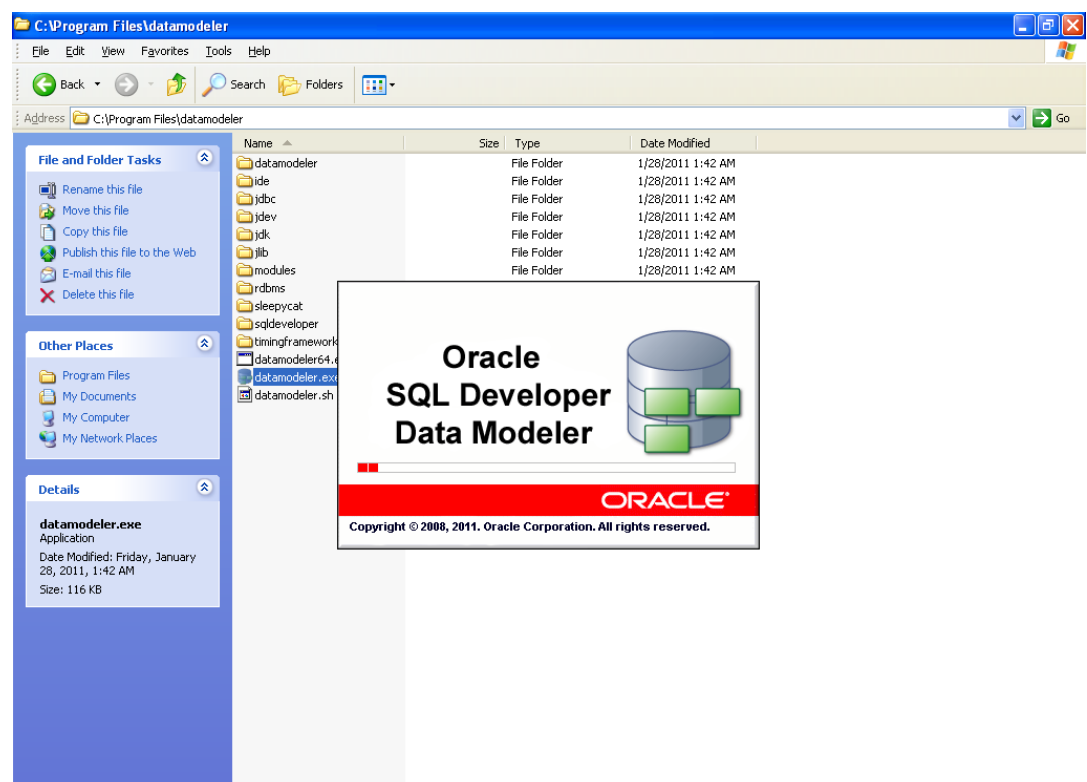 C:\Program Files\datamodeler
File Edit View Favorites Tools Help
Back Search Folders
Address C:\Program Files\datamodeler Go
Name Size Type Date Modified
File and Folder Tasks
Rename this file
Move this file
Copy this file
Publish this file to the Web
E-mail this file
Delete this file
Other Places
Program Files
My Documents
My Computer
My Network Places
Details
datamodeler.exe
Application
Date Modified: Friday, January
28, 2011, 1:42 AM
Size: 116 KB
datamodeler File Folder 1/28/2011 1:42 AM
ide File Folder 1/28/2011 1:42 AM
jdbc File Folder 1/28/2011 1:42 AM
jdev File Folder 1/28/2011 1:42 AM
jdk File Folder 1/28/2011 1:42 AM
jlib File Folder 1/28/2011 1:42 AM
modules File Folder 1/28/2011 1:42 AM
rdbms
sleepycat
sqldeveloper
timingframework
datamodeler64.e
datamodeler.exe
datamodeler.sh
Oracle
SQL Developer
Data Modeler
ORACLE
Copyright © 2008, 2011. Oracle Corporation. All rights reserved.